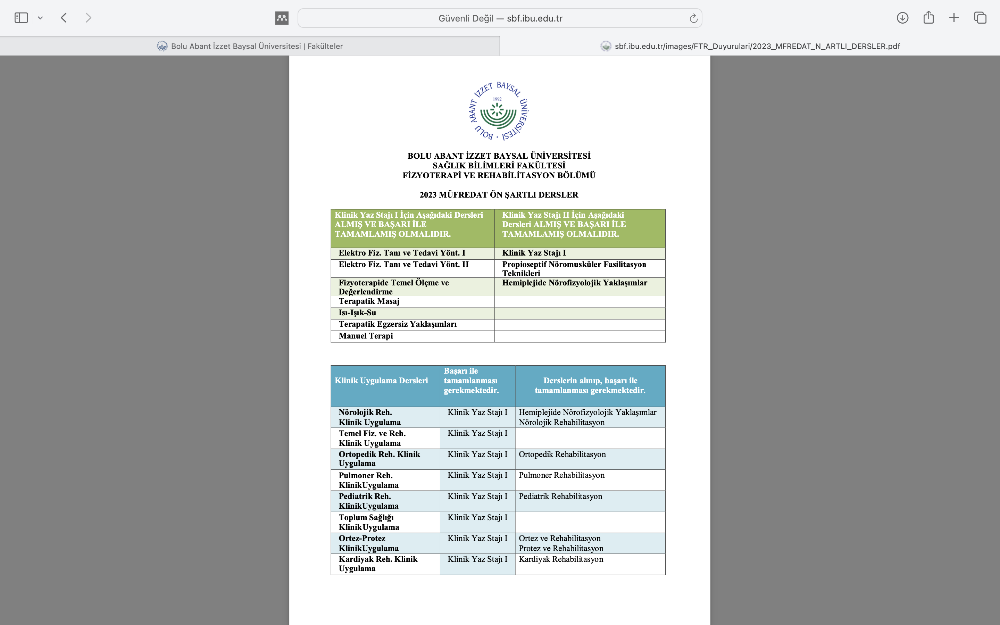 Güvenli Değil — sbf.ibu.edu.tr
Bolu Abant İzzet Baysal Üniversitesi | Fakülteler
sbf.ibu.edu.tr/images/FTR_Duyurulari/2023_MFREDAT_N_ARTLI_DERSLER.pdf
BOLU ABANT İZZET BAYSAL ÜNİVERSİTESİ ·
1992
BOLU ABANT İZZET BAYSAL ÜNİVERSİTESİ
SAĞLIK BİLİMLERİ FAKÜLTESİ
FİZYOTERAPİ VE REHABİLİTASYON BÖLÜMÜ
2023 MÜFREDAT ÖN ŞARTLI DERSLER
Klinik Yaz Stajı I İçin Aşağıdaki Dersleri
ALMIŞ VE BAŞARI İLE
TAMAMLAMIŞ OLMALIDIR.
Klinik Yaz Stajı II İçin Aşağıdaki
Dersleri ALMIŞ VE BAŞARI İLE
TAMAMLAMIŞ OLMALIDIR.
Elektro Fiz. Tanı ve Tedavi Yönt. I
Klinik Yaz Stajı I
Elektro Fiz. Tanı ve Tedavi Yönt. II
Propioseptif Nöromusküler Fasilitasyon
Teknikleri
Fizyoterapide Temel Ölçme ve
Değerlendirme
Hemiplejide Nörofizyolojik Yaklaşımlar
Terapatik Masaj
Isı-Işık-Su
Terapatik Egzersiz Yaklaşımları
Manuel Terapi
Klinik Uygulama Dersleri
Başarı ile
tamamlanması
gerekmektedir.
Derslerin alınıp, başarı ile
tamamlanması gerekmektedir.
Nörolojik Reh.
Klinik Uygulama
Klinik Yaz Stajı I
Hemiplejide Nörofizyolojik Yaklaşımlar
Nörolojik Rehabilitasyon
Temel Fiz. ve Reh.
Klinik Uygulama
Klinik Yaz Stajı I
Ortopedik Reh. Klinik
Uygulama
Klinik Yaz Stajı I
Ortopedik Rehabilitasyon
Pulmoner Reh.
KlinikUygulama
Klinik Yaz Stajı I
Pulmoner Rehabilitasyon
Pediatrik Reh.
KlinikUygulama
Klinik Yaz Stajı I
Pediatrik Rehabilitasyon
Toplum Sağlığı
KlinikUygulama
Klinik Yaz Stajı I
Ortez-Protez
KlinikUygulama
Klinik Yaz Stajı I
Ortez ve Rehabilitasyon
Protez ve Rehabilitasyon
Kardiyak Reh. Klinik
Uygulama
Klinik Yaz Stajı I
Kardiyak Rehabilitasyon